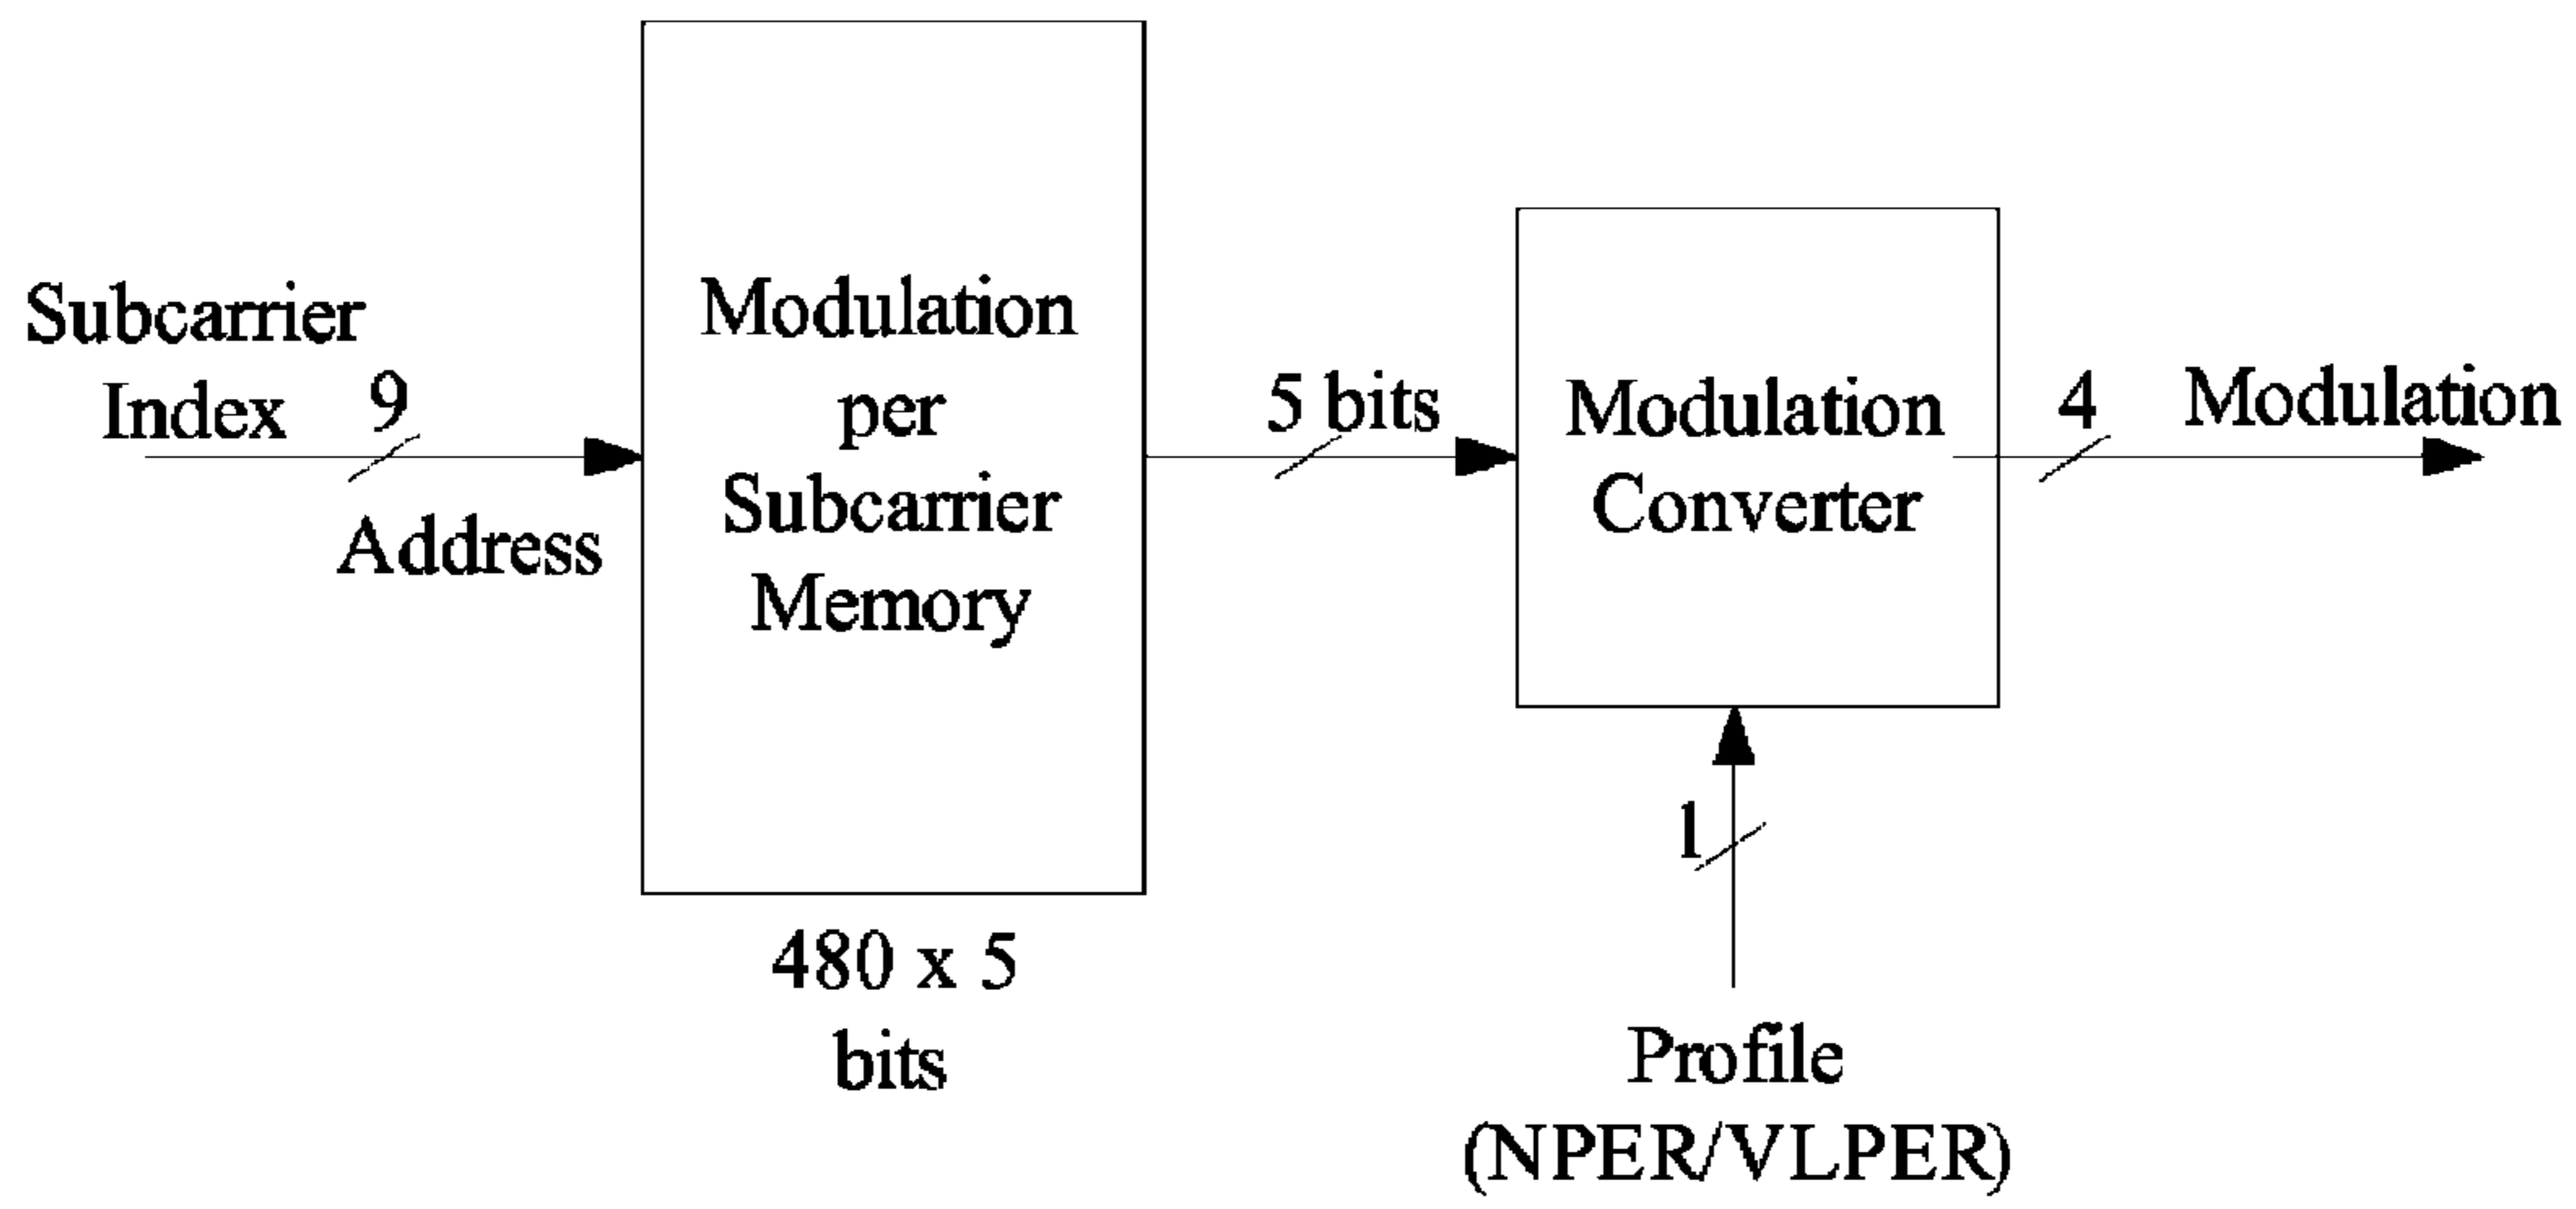 Subcarrier
Index
9
Address
Modulation
per
Subcarrier
Memory
480 x 5
bits
5 bits
Modulation
Converter
4
Modulation
1
Profile
(NPER/VLPER)